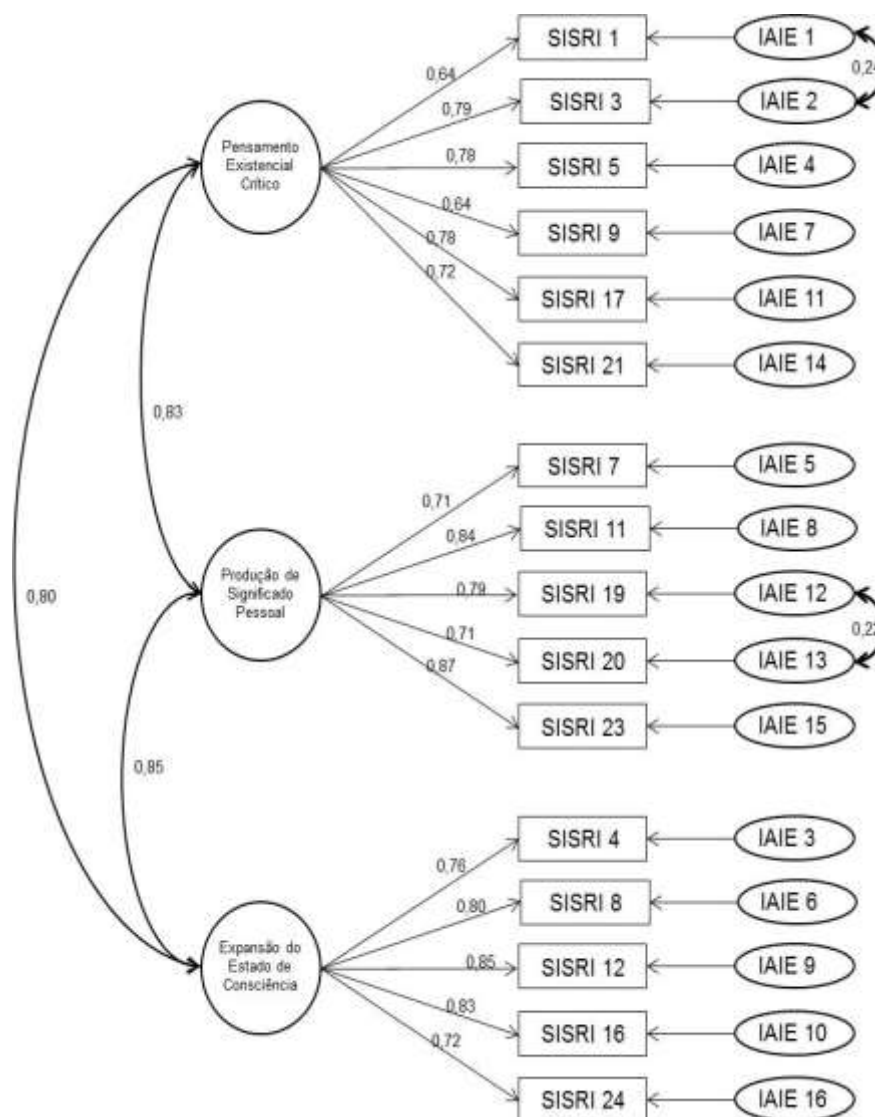 SISRI 1
IAIE 1
0,24
0,64
SISRI 3
IAIE 2
0,79
Pensamento
Existencial
Crítico
SISRI 5
IAIE 4
0,78
0,64
SISRI 9
IAIE 7
0,78
0,72
SISRI 17
IAIE 11
SISRI 21
IAIE 14
0,83
SISRI 7
IAIE 5
0,71
SISRI 11
IAIE 8
0,84
Produção de
Significado
Pessoal
0,80
0,79
SISRI 19
IAIE 12
0,22
0,71
SISRI 20
IAIE 13
0,87
SISRI 23
IAIE 15
0,85
SISRI 4
IAIE 3
0,76
SISRI 8
IAIE 6
0,80
Expansão do
Estado de
Consciência
0,85
SISRI 12
IAIE 9
0,83
SISRI 16
IAIE 10
0,72
SISRI 24
IAIE 16